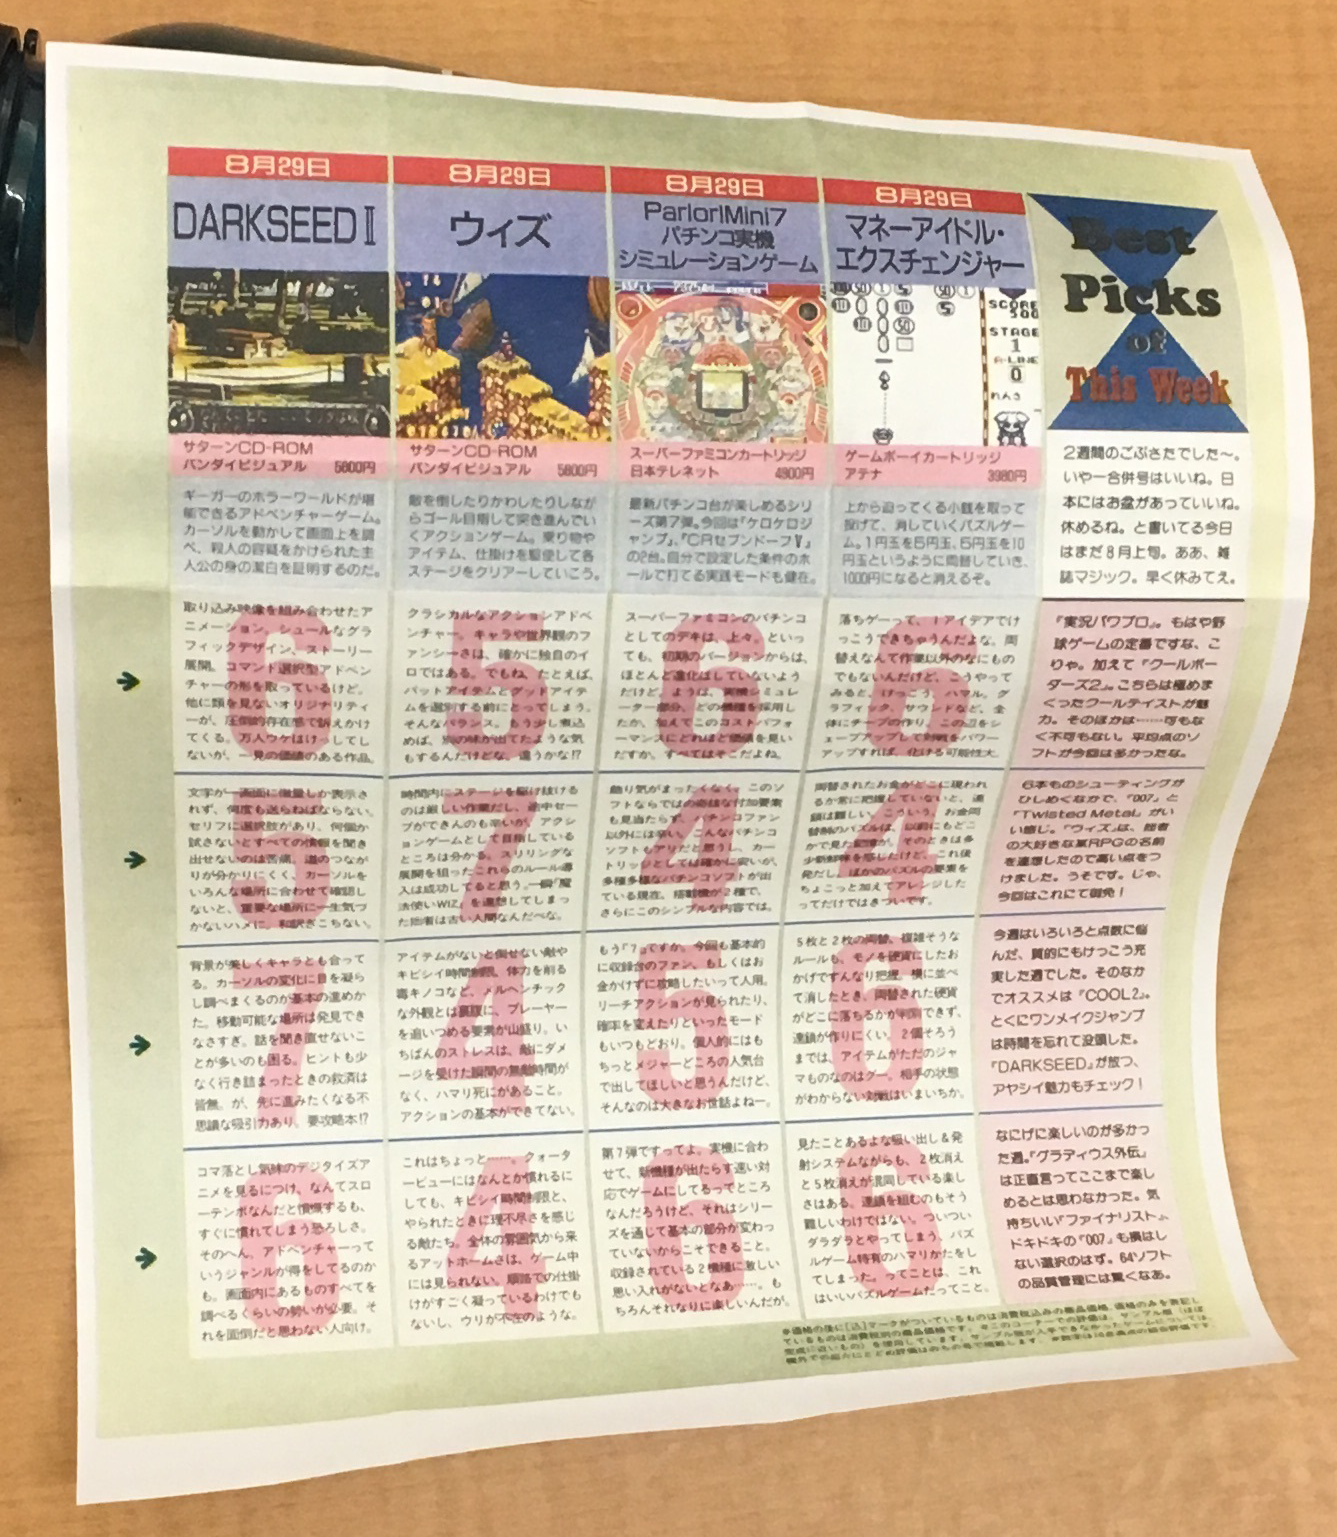 8月29日
DARKSEEDⅡ
サターンCD-ROM
バンダイビジュアル 5800円
ギーガーのホラーワールドが堪
能できるアドベンチャーゲーム。
カーソルを動かして画面上を調
べ、殺人の容疑をかけられた主
人公の身の潔白を証明するのだ。
取り込み映像を組み合わせたア
ニメーション、シュールなグラ
フィックデザイン、ストーリー
展開。コマンド選択型アドベン
チャーの形を取っているけど、
他に類を見ないオリジナリティ
ーが、圧倒的存在感で訴えかけ
てくる。万人ウケはけーしてし
ないが、一見の価値のある作品。
6
文字が一画面に微量しか表示さ
れず、何度も送らねばならない。
セリフに選択肢があり、何個か
試さないとすべての情報を聞き
出せないのは苦痛。道のつなが
りが分かりにくく、カーソルを
いろんな場所に合わせて確認し
ないと、重要な場所に一生気づ
かないハメに。和訳ぎこちない。
背景が美しくキャラとも合って
る。カーソルの変化に目を凝ら
し調べまくるのが基本の進めか
た。移動可能な場所は発見でき
なさすぎ。話を聞き直せないこ
とが多いのも困る。ヒントも少
なく行き詰まったときの救済は
皆無。が、先に進みたくなる不
思議な吸引力あり。要攻略本!?
7
コマ落とし気味のデジタイズア
ニメを見るにつけ、なんてスロ
ーテンポなんだと憤慨するも、
すぐに慣れてしまう恐ろしさ。
そのへん、アドベンチャーって
いうジャンルが得をしてるのか
も。画面内にあるものすべてを
調べるくらいの勢いが必要。そ
れを面倒だと思わない人向け。
6
8月29日
ウィズ
サターンCD-ROM
バンダイビジュアル 5800円
敵を倒したりかわしたりしなが
らゴール目指して突き進んでい
くアクションゲーム。乗り物や
アイテム、仕掛けを駆使して各
ステージをクリアーしていこう。
クラシカルなアクションアドベ
ンチャー。キャラや世界観のフ
ァンシーさは、確かに独自のイ
ロではある。でもね、たとえば、
バットアイテムとグッドアイテ
ムを選別する前にとってしまう。
そんなバランス。もう少し煮込
めば、別の味が出てたような気
もするんだけどな。違うかな!?
5
時間内にステージを駆け抜ける
のは厳しい作業だし、途中セー
ブができんのも辛いが、アクシ
ョンゲームとして目指している
ところは分かる。スリリングな
展開を狙ったこれらのルール導
入は成功してると思う。一瞬『魔
法使いWIZ』を連想してしまっ
た拙者は古い人間なんだべな。
7
アイテムがないと倒せない敵や
キビシイ時間制限、体力を削る
毒キノコなど、メルヘンチック
な外観とは裏腹に、プレーヤー
を追いつめる要素が山盛り。い
ちばんのストレスは、敵にダメ
ージを受けた瞬間の無敵時間が
なく、ハマリ死にがあること。
アクションの基本ができてない。
4
これはちょっと……。クォータ
ービューにはなんとか慣れるに
しても、キビシイ時間制限と、
やられたときに理不尽さを感じ
る敵たち。全体の雰囲気から来
るアットホームさは、ゲーム中
には見られない。順路での仕掛
けがすごく凝っているわけでも
ないし、ウリが不在のような。
4
8月29日
Parlor!Mini7
パチンコ実機
シミュレーションゲーム
スーパーファミコンカートリッジ
日本テレネット 4900円
最新パチンコ台が楽しめるシリ
ーズ第7弾。今回は『ケロケロジ
ャンプ』、『CRセブンドーフV』
の2台。自分で設定した条件のホ
ールで打てる実践モードも健在。
スーパーファミコンのパチンコ
としてのデキは、上々。といっ
ても、初期のバージョンからは、
ほとんど進化はしていないよう
だけど。ようは、実機シミュレ
ーター部分、どの機種を採用し
たか、加えてこのコストパフォ
ーマンスにどれほど価値を見い
だすか。すべてはそこだよね。
6
飾り気がまったくなく、このソ
フトならではの奇抜な付加要素
も見当たらず、パチンコファン
以外には辛い。こんなパチンコ
ソフトもアリだと思うし、カー
トリッジとしては確かに安いが、
多種多様なパチンコソフトが出
ている現在、搭載機が2種で、
さらにこのシンプルな内容では。
4
もう『7』ですか。今回も基本的
に収録台のファン、もしくはお
金かけずに攻略したいって人用。
リーチアクションが見られたり、
確率を変えたりといったモード
もいつもどおり。個人的にはも
ちっとメジャーどころの人気台
で出してほしいと思うんだけど、
そんなのは大きなお世話よねー。
5
第7弾ですってよ。実機に合わ
せて、新機種が出たらす速い対
応でゲームにしてるってところ
なんだろうけど、それはシリー
ズを通じて基本の部分が変わっ
ていないからこそできること。
収録されている2機種に激しい
思い入れがないとなあ……。も
ちろんそれなりに楽しいんだが。
8月29日
マネーアイドル・
エクスチェンジャー
SCORE
500
STAGE
1
A-LINE
0
れんさ
ゲームボーイカートリッジ
アテナ 3980円
上から迫ってくる小銭を取って
投げて、消していくパズルゲー
ム。1円玉を5円玉、5円玉を10
円玉というように両替していき、
1000円になると消えるぞ。
落ちゲーって、1アイデアでけ
っこうできちゃうんだよな。両
替えなんて作業以外のなにもの
でもないんだけど、こうやって
みると、けっこう、ハマル。グ
ラフィック、サウンドなど、全
体にチープの作り。この辺をシ
ェープアップして対戦をパワー
アップすれば、化ける可能性大。
6
両替されたお金がどこに現われ
るか常に把握していないと、連
鎖は難しい。こういう、お金両
替制のパズルは、以前にもどこ
かで見た記憶が。そのときは多
少新鮮味を感じたけど、これ後
発だし。ほかのパズルの要素を
ちょこっと加えてアレンジした
ってだけではきついです。
4
5枚と2枚の両替、複雑そうな
ルールも、モノを硬貨にしたお
かげですんなり把握。横に並べ
て消したとき、両替された硬貨
がどこに落ちるかが判別できず、
連鎖が作りにくい。2個そろう
までは、アイテムがただのジャ
マものなのはグー。相手の状態
がわからない対戦はいまいちか。
6
見たことあるよな吸い出し&発
射システムながらも、2枚消え
と5枚消えが混同している楽し
さはある。連鎖を組むのもそう
難しいわけではない。ついつい
ダラダラとやってしまう、パズ
ルゲーム特有のハマリかたをし
てしまった。ってことは、これ
はいいパズルゲームだってこと。
6
Best
Picks
of
This Week
2週間のごぶさたでした〜。
いや一合併号はいいね。日
本にはお盆があっていいね。
休めるね。と書いてる今日
はまだ8月上旬。ああ、雑
誌マジック。早く休みてえ。
『実況パワプロ』。もはや野
球ゲームの定番ですな、こ
りゃ。加えて『クールボー
ダーズ2』。こちらは極めま
くったクールテイストが魅
力。そのほかは……可もな
く不可もない。平均点のソ
フトが今回は多かったな。
6本ものシューティングが
ひしめくなかで、『007』と
『Twisted Metal』がい
い感じ。『ウィズ』は、拙者
の大好きな某RPGの名前
を連想したので高い点をつ
けました。うそです。じゃ、
今回はこれにて御免！
今週はいろいろと点数に悩
んだ、質的にもけっこう充
実した週でした。そのなか
でオススメは『COOL2』。
とくにワンメイクジャンプ
は時間を忘れて没頭した。
『DARKSEED』が放つ、
アヤシイ魅力もチェック！
なにげに楽しいのが多かっ
た週。『グラディウス外伝』
は正直言ってここまで楽し
めるとは思わなかった。気
持ちいい『ファイナリスト』、
ドキドキの『007』も損はし
ない選択のはず。64ソフト
の品質管理には驚くなあ。